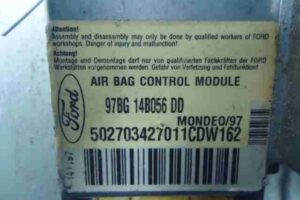 Attention!
Assembly and disassembly may only be done by qualified workers of FORD
workshops. Danger of injury and malfunction!
Achtung!
Montage und Demontage darf nur von qualifizierten Fachkräften der FORD
Werkstätten vorgenommen werden. Gefahr von Verletzung und Fehlfunktion!
AIR BAG CONTROL MODULE
Ford
97BG 14B056 DD
MONDEO/97
502703427011CDW162